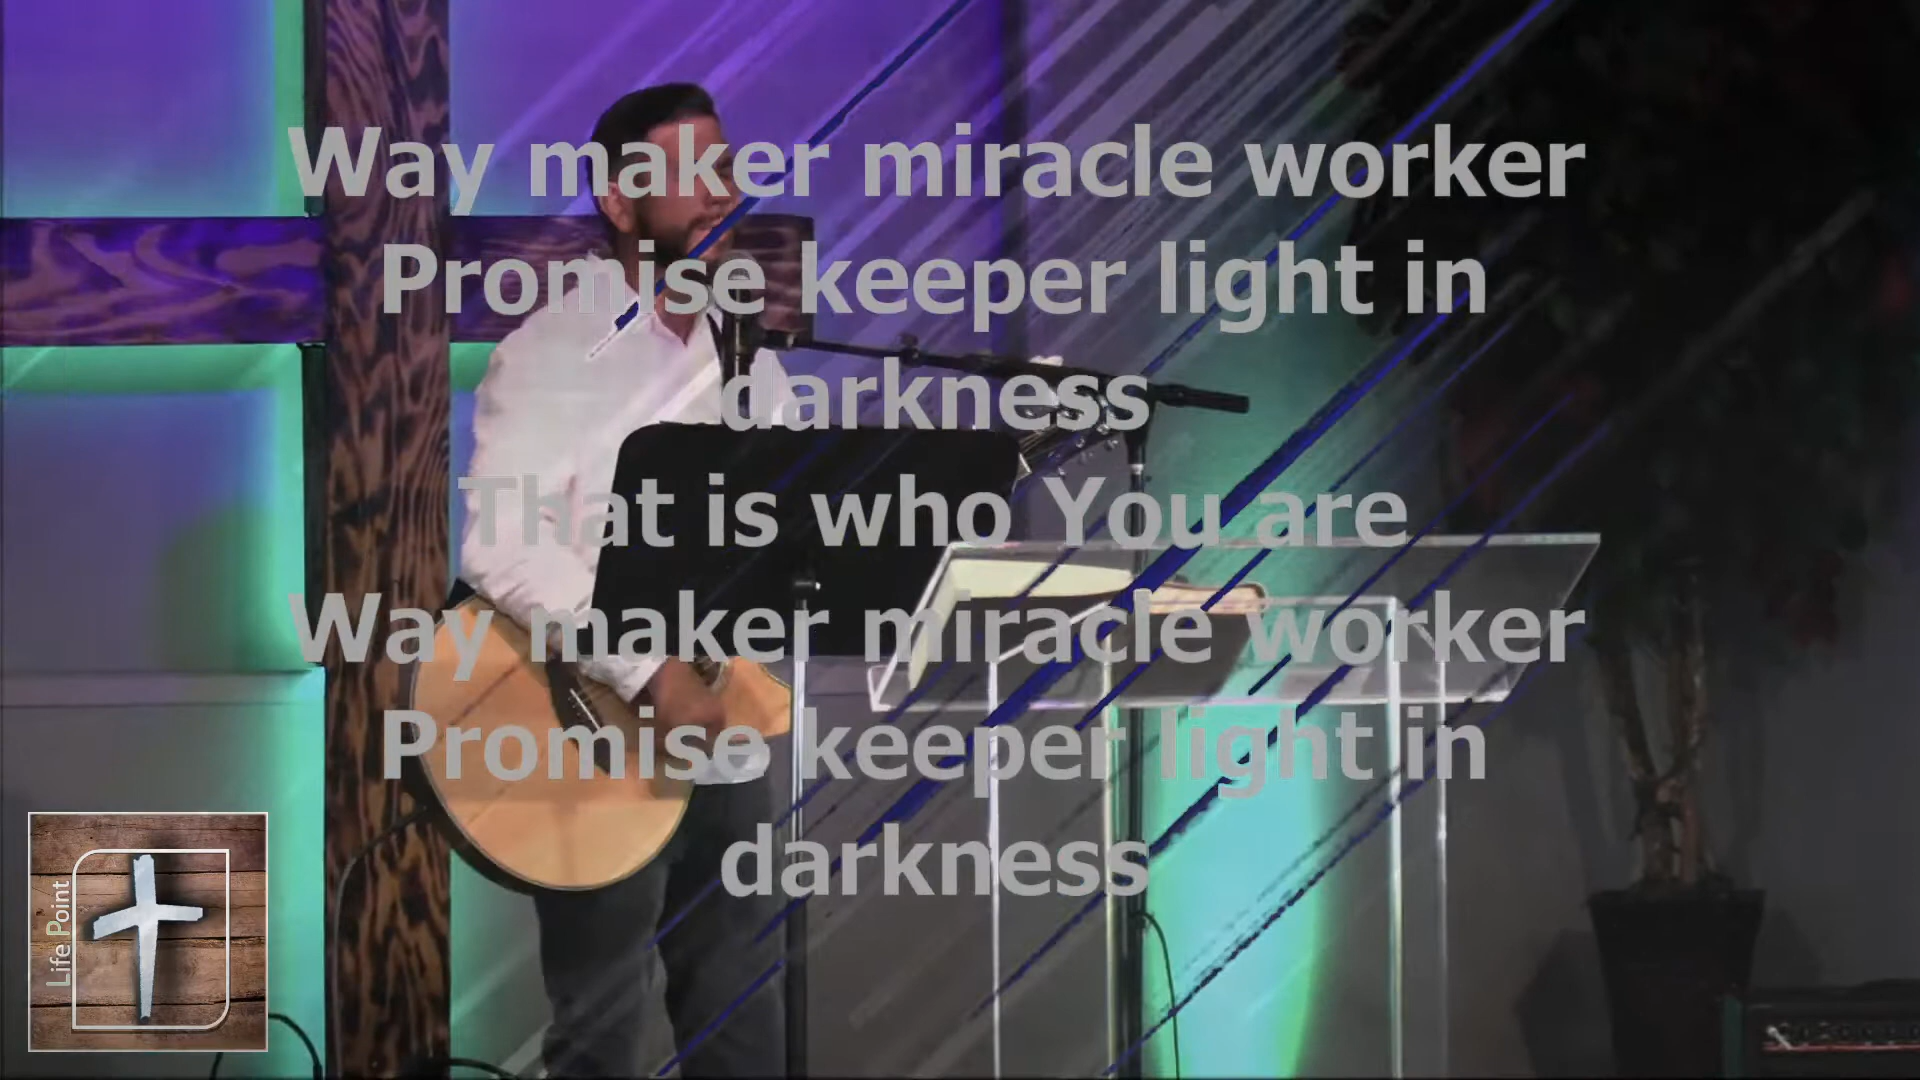 Way maker miracle worker
Promise keeper light in
darkness
That is who You are
Way maker miracle worker
Promise keeper light in
darkness
Life Point